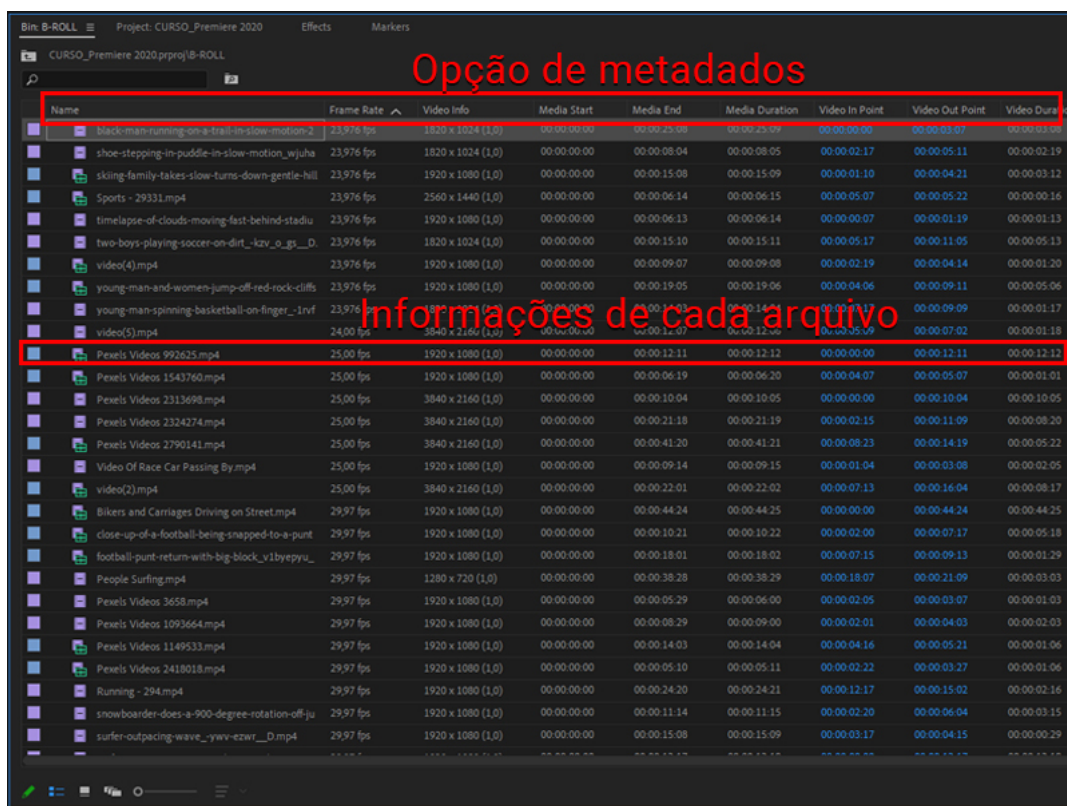 Bin: B-ROLL Project: CURSO_Premiere 2020 Effects Markers
CURSO_Premiere 2020.prproj\B-ROLL
Opção de metadados
Name Frame Rate Video Info Media Start Media End Media Duration Video In Point Video Out Point Video Durat
black-man-running-on-a-trail-in-slow-motion-2 23,976 fps 1820 x 1024 (1,0) 00:00:00:00 00:00:25:08 00:00:25:09 00:00:00:00 00:00:03:07 00:00:03:08
shoe-stepping-in-puddle-in-slow-motion_wjuha 23,976 fps 1820 x 1024 (1,0) 00:00:00:00 00:00:08:04 00:00:08:05 00:00:02:17 00:00:05:11 00:00:02:19
skiing-family-takes-slow-turns-down-gentle-hill 23,976 fps 1920 x 1080 (1,0) 00:00:00:00 00:00:15:08 00:00:15:09 00:00:01:10 00:00:04:21 00:00:03:12
Sports - 29331.mp4 23,976 fps 2560 x 1440 (1,0) 00:00:00:00 00:00:06:14 00:00:06:15 00:00:05:07 00:00:05:22 00:00:00:16
timelapse-of-clouds-moving-fast-behind-stadiu 23,976 fps 1920 x 1080 (1,0) 00:00:00:00 00:00:06:13 00:00:06:14 00:00:00:07 00:00:01:19 00:00:01:13
two-boys-playing-soccer-on-dirt_-kzv_o_gs__D. 23,976 fps 1820 x 1024 (1,0) 00:00:00:00 00:00:15:10 00:00:15:11 00:00:05:17 00:00:11:05 00:00:05:13
video(4).mp4 23,976 fps 1920 x 1080 (1,0) 00:00:00:00 00:00:09:07 00:00:09:08 00:00:02:19 00:00:04:14 00:00:01:20
young-man-and-women-jump-off-red-rock-cliffs 23,976 fps 1920 x 1080 (1,0) 00:00:00:00 00:00:19:05 00:00:19:06 00:00:04:06 00:00:09:11 00:00:05:06
young-man-spinning-basketball-on-finger_-1rvf 23,976 00:00:09:09 00:00:01:17
Informações de cada arquivo
video(5).mp4 24,00 fps 3840 x 2160 (1,0) 00:00:00:00 00:00:12:07 00:00:05:09 00:00:07:02 00:00:01:18
Pexels Videos 992625.mp4 25,00 fps 1920 x 1080 (1,0) 00:00:00:00 00:00:12:11 00:00:12:12 00:00:00:00 00:00:12:11 00:00:12:12
Pexels Videos 1543760.mp4 25,00 fps 1920 x 1080 (1,0) 00:00:00:00 00:00:06:19 00:00:06:20 00:00:04:07 00:00:05:07 00:00:01:01
Pexels Videos 2313698.mp4 25,00 fps 3840 x 2160 (1,0) 00:00:00:00 00:00:10:04 00:00:10:05 00:00:00:00 00:00:10:04 00:00:10:05
Pexels Videos 2324274.mp4 25,00 fps 3840 x 2160 (1,0) 00:00:00:00 00:00:21:18 00:00:21:19 00:00:02:15 00:00:11:09 00:00:08:20
Pexels Videos 2790141.mp4 25,00 fps 3840 x 2160 (1,0) 00:00:00:00 00:00:41:20 00:00:41:21 00:00:08:23 00:00:14:19 00:00:05:22
Video Of Race Car Passing By.mp4 25,00 fps 1920 x 1080 (1,0) 00:00:00:00 00:00:09:14 00:00:09:15 00:00:01:04 00:00:03:08 00:00:02:05
video(2).mp4 25,00 fps 3840 x 2160 (1,0) 00:00:00:00 00:00:22:01 00:00:22:02 00:00:07:13 00:00:16:04 00:00:08:17
Bikers and Carriages Driving on Street.mp4 29,97 fps 1920 x 1080 (1,0) 00:00:00:00 00:00:44:24 00:00:44:25 00:00:00:00 00:00:44:24 00:00:44:25
close-up-of-a-football-being-snapped-to-a-punt 29,97 fps 1920 x 1080 (1,0) 00:00:00:00 00:00:10:21 00:00:10:22 00:00:02:00 00:00:07:17 00:00:05:18
football-punt-return-with-big-block_v1byepyu_ 29,97 fps 1920 x 1080 (1,0) 00:00:00:00 00:00:18:01 00:00:18:02 00:00:07:15 00:00:09:13 00:00:01:29
People Surfing.mp4 29,97 fps 1280 x 720 (1,0) 00:00:00:00 00:00:38:28 00:00:38:29 00:00:18:07 00:00:21:09 00:00:03:03
Pexels Videos 3658.mp4 29,97 fps 1920 x 1080 (1,0) 00:00:00:00 00:00:05:29 00:00:06:00 00:00:02:05 00:00:03:07 00:00:01:03
Pexels Videos 1093664.mp4 29,97 fps 1920 x 1080 (1,0) 00:00:00:00 00:00:08:29 00:00:09:00 00:00:02:01 00:00:04:03 00:00:02:03
Pexels Videos 1149533.mp4 29,97 fps 1920 x 1080 (1,0) 00:00:00:00 00:00:14:03 00:00:14:04 00:00:04:16 00:00:05:21 00:00:01:06
Pexels Videos 2418018.mp4 29,97 fps 1920 x 1080 (1,0) 00:00:00:00 00:00:05:10 00:00:05:11 00:00:02:22 00:00:03:27 00:00:01:06
Running - 294.mp4 29,97 fps 1920 x 1080 (1,0) 00:00:00:00 00:00:24:20 00:00:24:21 00:00:12:17 00:00:15:02 00:00:02:16
snowboarder-does-a-900-degree-rotation-off-ju 29,97 fps 1920 x 1080 (1,0) 00:00:00:00 00:00:11:14 00:00:11:15 00:00:02:20 00:00:06:04 00:00:03:15
surfer-outpacing-wave_-ywv-ezwr__D.mp4 29,97 fps 1920 x 1080 (1,0) 00:00:00:00 00:00:15:08 00:00:15:09 00:00:03:17 00:00:04:15 00:00:00:29